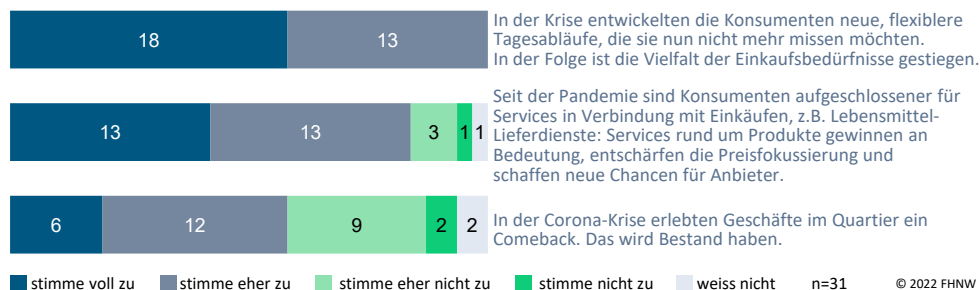 18 13
In der Krise entwickelten die Konsumenten neue, flexiblere
Tagesabläufe, die sie nun nicht mehr missen möchten.
In der Folge ist die Vielfalt der Einkaufsbedürfnisse gestiegen.
13 13 3 1 1
Seit der Pandemie sind Konsumenten aufgeschlossener für
Services in Verbindung mit Einkäufen, z.B. Lebensmittel-
Lieferdienste: Services rund um Produkte gewinnen an
Bedeutung, entschärfen die Preisfokussierung und
schaffen neue Chancen für Anbieter.
6 12 9 2 2
In der Corona-Krise erlebten Geschäfte im Quartier ein
Comeback. Das wird Bestand haben.
stimme voll zu stimme eher zu stimme eher nicht zu stimme nicht zu weiss nicht n=31 © 2022 FHNW